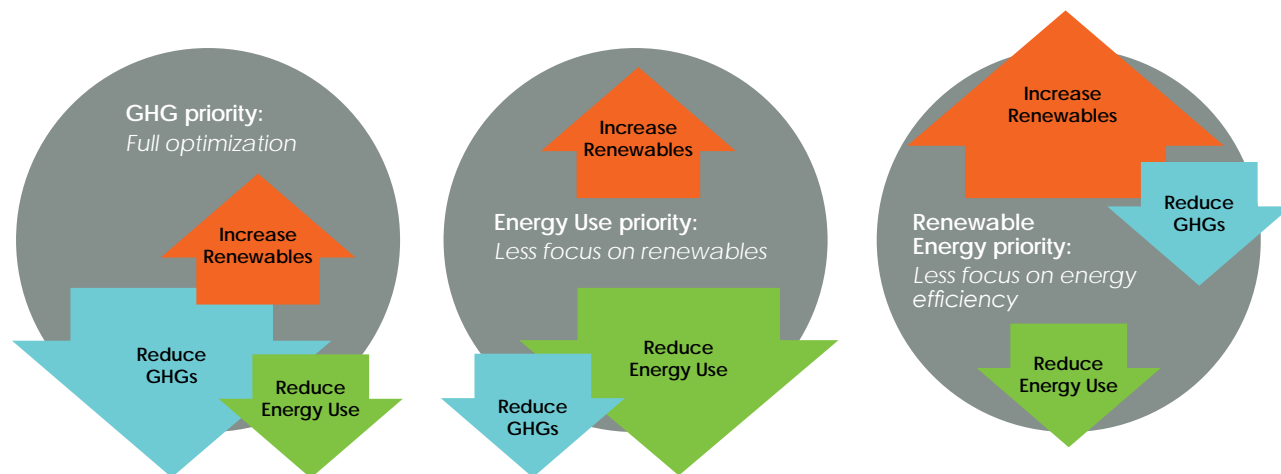 GHG priority:
Full optimization
Increase
Renewables
Reduce
GHGs
Reduce
Energy Use
Increase
Renewables
Energy Use priority:
Less focus on renewables
Reduce
Energy Use
Reduce
GHGs
Increase
Renewables
Reduce
GHGs
Renewable
Energy priority:
Less focus on energy
efficiency
Reduce
Energy Use